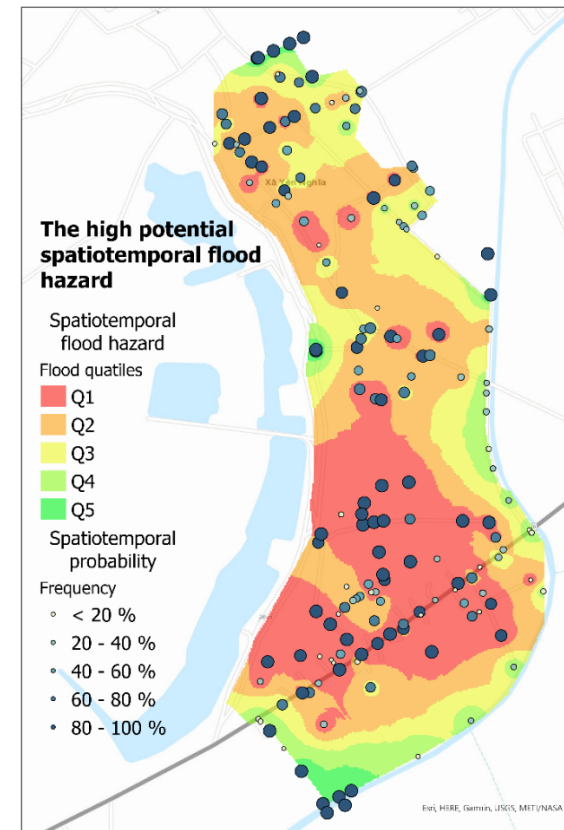 Xã Yên Nghĩa
The high potential
spatiotemporal flood
hazard
Spatiotemporal
flood hazard
Flood quatiles
Q1
Q2
Q3
Q4
Q5
Spatiotemporal
probability
Frequency
< 20 %
20 - 40 %
40 - 60 %
60 - 80 %
80 - 100 %
Esri, HERE, Garmin, USGS, METI/NASA